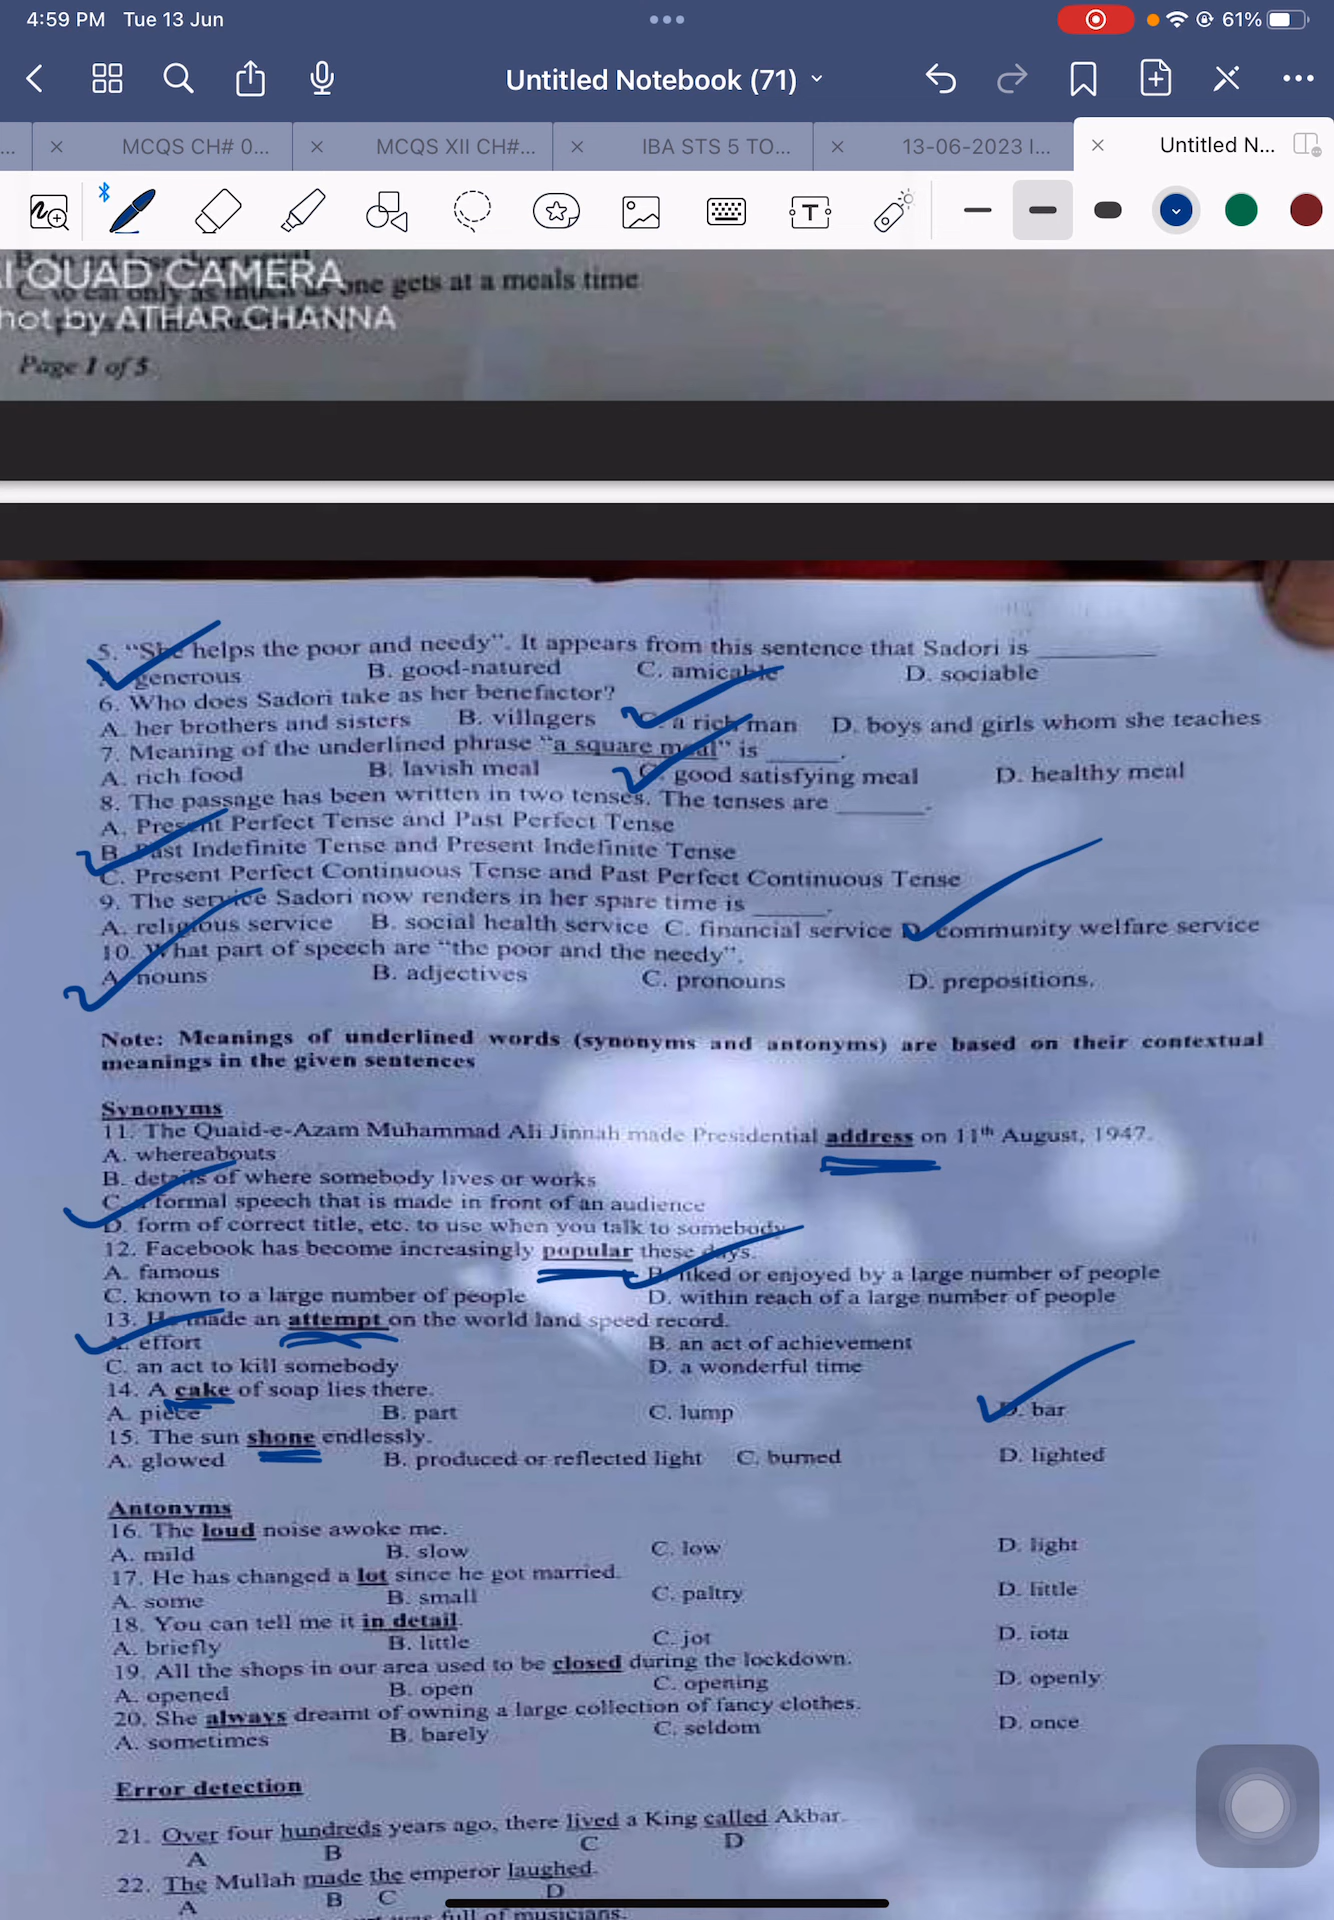 4:59 PM Tue 13 Jun
61%
Untitled Notebook (71)
... MCQS CH# 0... MCQS XII CH#... IBA STS 5 TO... 13-06-2023 I... Untitled N...
T
I QUAD CAMERA
one gets at a meals time
hot by ATHAR CHANNA
Page 1 of 5
5. "She helps the poor and needy". It appears from this sentence that Sadori is ________
generous B. good-natured C. amicable D. sociable
6. Who does Sadori take as her benefactor?
A. her brothers and sisters B. villagers C. a rich man D. boys and girls whom she teaches
7. Meaning of the underlined phrase "a square meal" is ______.
A. rich food B. lavish meal C. good satisfying meal D. healthy meal
8. The passage has been written in two tenses. The tenses are ______.
A. Present Perfect Tense and Past Perfect Tense
B. Past Indefinite Tense and Present Indefinite Tense
C. Present Perfect Continuous Tense and Past Perfect Continuous Tense
9. The service Sadori now renders in her spare time is ______.
A. religious service B. social health service C. financial service D. community welfare service
10. What part of speech are "the poor and the needy".
A. nouns B. adjectives C. pronouns D. prepositions.
Note: Meanings of underlined words (synonyms and antonyms) are based on their contextual
meanings in the given sentences
Synonyms
11. The Quaid-e-Azam Muhammad Ali Jinnah made Presidential address on 11th August, 1947.
A. whereabouts
B. details of where somebody lives or works
C. a formal speech that is made in front of an audience
D. form of correct title, etc. to use when you talk to somebody
12. Facebook has become increasingly popular these days.
A. famous B. liked or enjoyed by a large number of people
C. known to a large number of people D. within reach of a large number of people
13. He made an attempt on the world land speed record.
A. effort B. an act of achievement
C. an act to kill somebody D. a wonderful time
14. A cake of soap lies there.
A. piece B. part C. lump D. bar
15. The sun shone endlessly.
A. glowed B. produced or reflected light C. burned D. lighted
Antonyms
16. The loud noise awoke me.
A. mild B. slow C. low D. light
17. He has changed a lot since he got married.
A. some B. small C. paltry D. little
18. You can tell me it in detail.
A. briefly B. little C. jot D. iota
19. All the shops in our area used to be closed during the lockdown.
A. opened B. open C. opening D. openly
20. She always dreamt of owning a large collection of fancy clothes.
A. sometimes B. barely C. seldom D. once
Error detection
21. Over four hundreds years ago, there lived a King called Akbar.
A B C D
22. The Mullah made the emperor laughed.
A B C D
full of musicians.